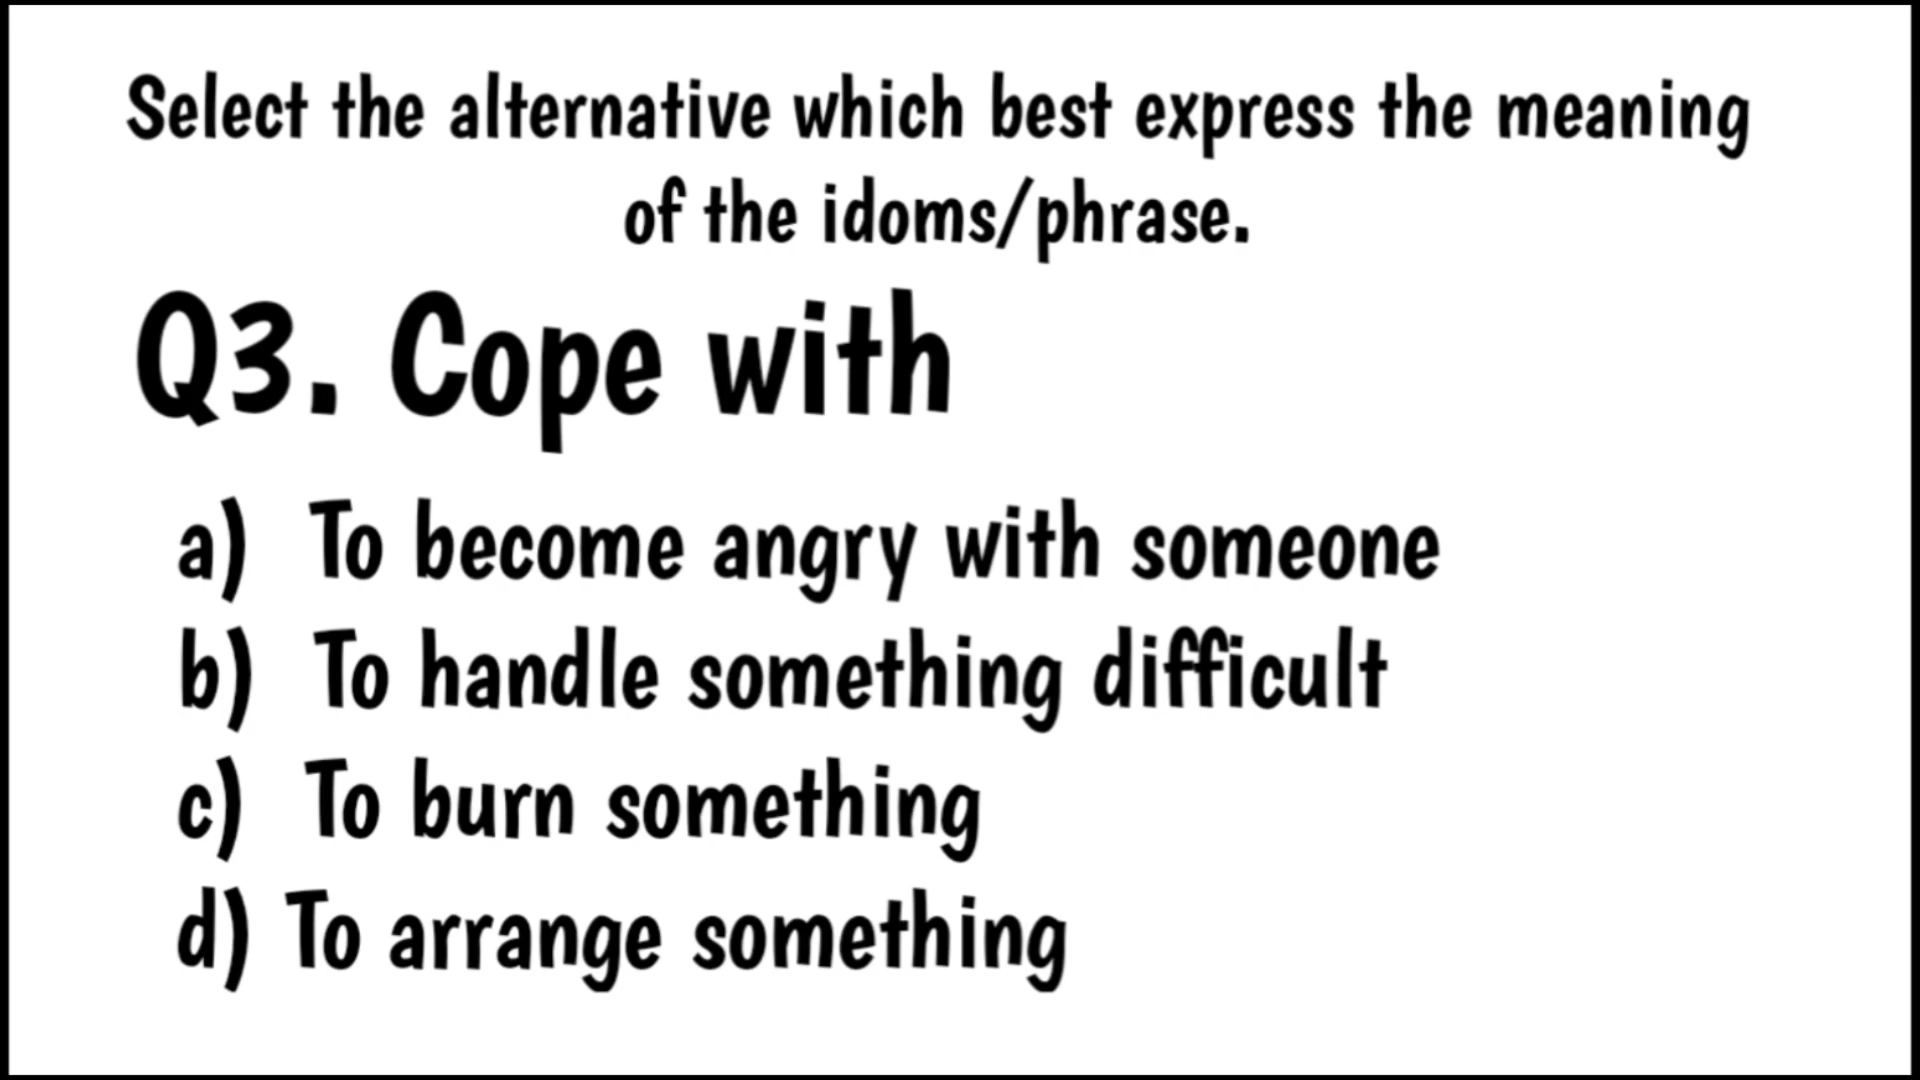 Select the alternative which best express the meaning
of the idoms/phrase.
Q3. Cope with
a) To become angry with someone
b) To handle something difficult
c) To burn something
d) To arrange something